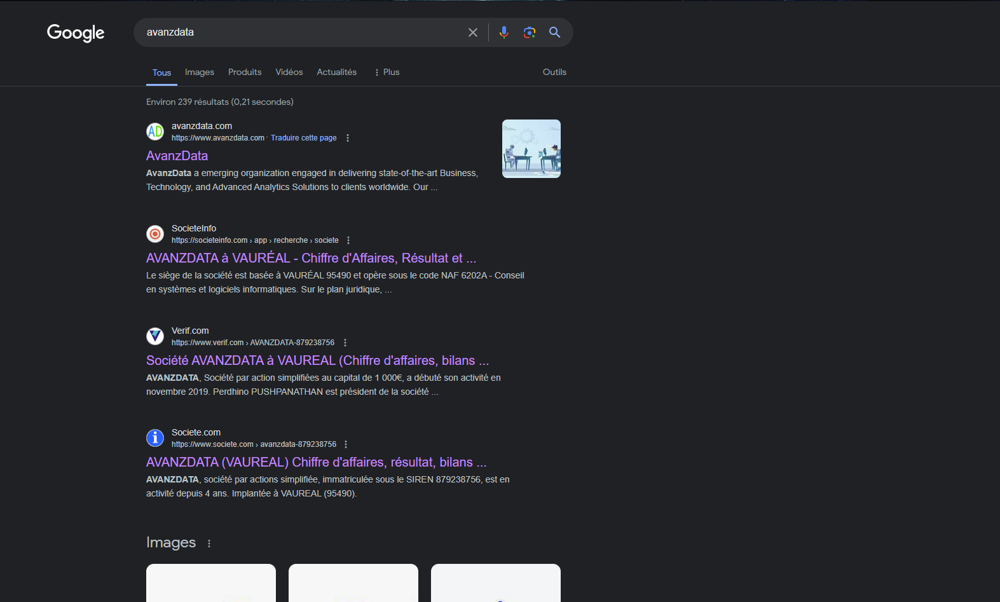 Google
avanzdata
Tous Images Produits Vidéos Actualités Plus Outils
Environ 239 résultats (0,21 secondes)
AD
avanzdata.com
https://www.avanzdata.com · Traduire cette page
AvanzData
AvanzData a emerging organization engaged in delivering state-of-the-art Business,
Technology, and Advanced Analytics Solutions to clients worldwide. Our ...
SocieteInfo
https://societeinfo.com › app › recherche › societe
AVANZDATA à VAURÉAL - Chiffre d'Affaires, Résultat et ...
Le siège de la société est basée à VAURÉAL 95490 et opère sous le code NAF 6202A - Conseil
en systèmes et logiciels informatiques. Sur le plan juridique, ...
Verif.com
https://www.verif.com › AVANZDATA-879238756
Société AVANZDATA à VAUREAL (Chiffre d'affaires, bilans ...
AVANZDATA, Société par action simplifiées au capital de 1 000€, a débuté son activité en
novembre 2019. Perdhino PUSHPANATHAN est président de la société ...
Societe.com
https://www.societe.com › avanzdata-879238756
AVANZDATA (VAUREAL) Chiffre d'affaires, résultat, bilans ...
AVANZDATA, société par actions simplifiée, immatriculée sous le SIREN 879238756, est en
activité depuis 4 ans. Implantée à VAUREAL (95490).
Images